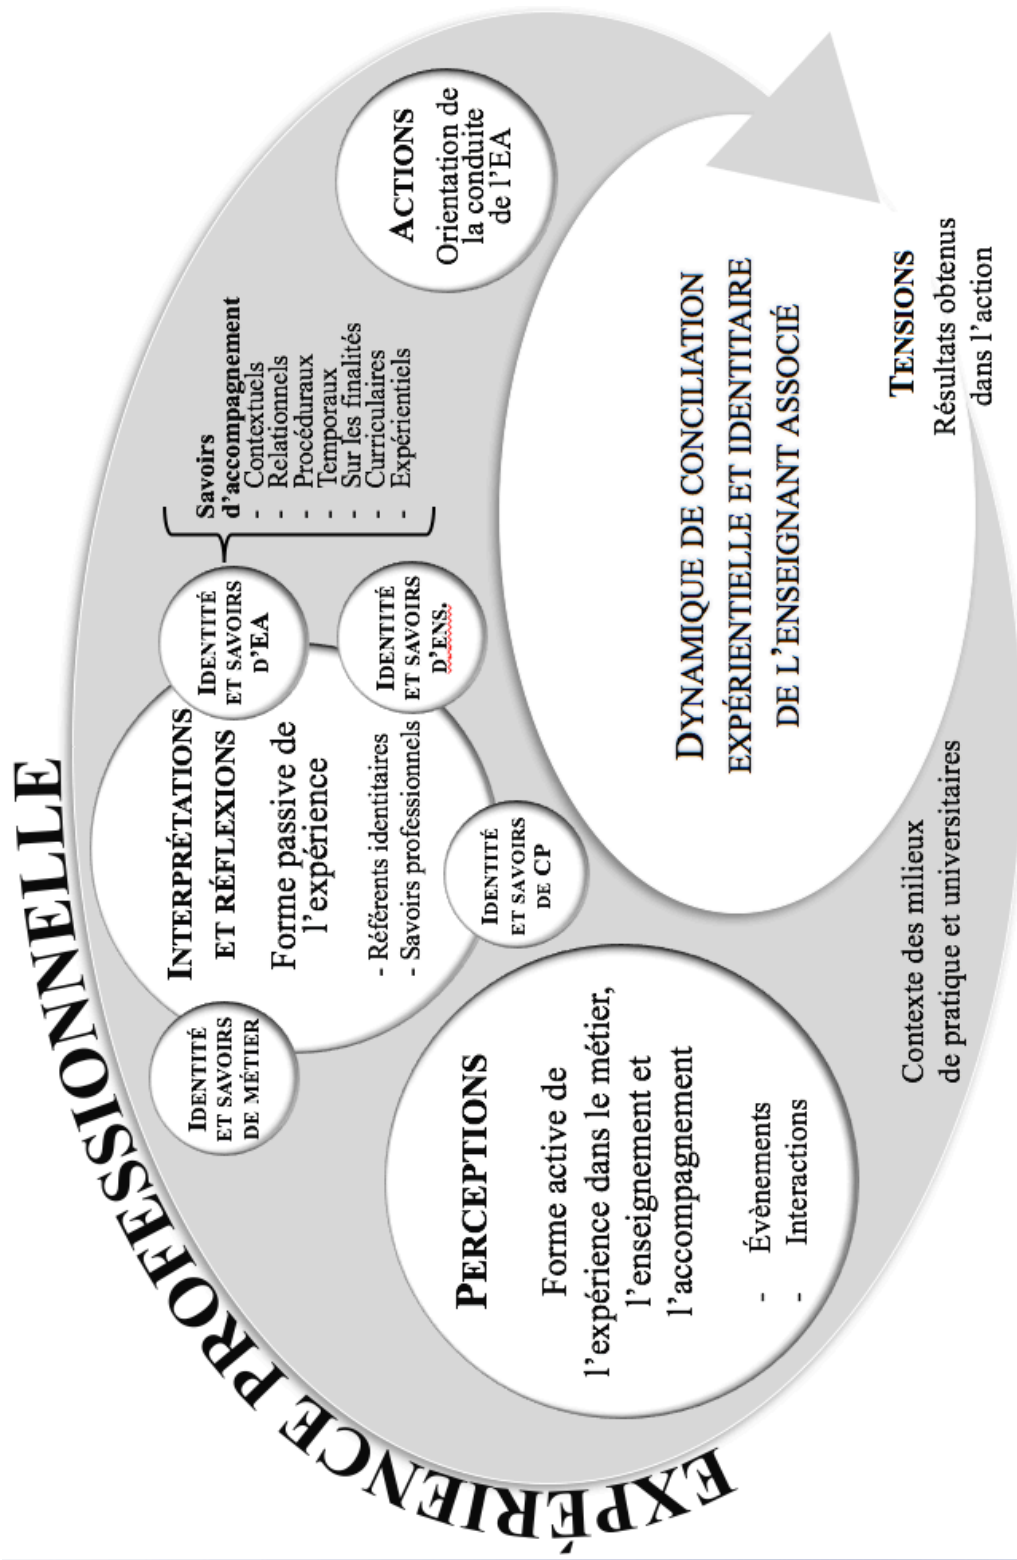 EXPÉRIENCE PROFESSIONNELLE
PERCEPTIONS
Forme active de
l'expérience dans le métier,
l'enseignement et
l'accompagnement
- Évènements
- Interactions
IDENTITÉ
ET SAVOIRS
DE MÉTIER
INTERPRÉTATIONS
ET RÉFLEXIONS
Forme passive de
l'expérience
- Référents identitaires
- Savoirs professionnels
IDENTITÉ
ET SAVOIRS
DE CP
IDENTITÉ
ET SAVOIRS
D'EA
IDENTITÉ
ET SAVOIRS
D'ENS.
Savoirs
d'accompagnement
- Contextuels
- Relationnels
- Procéduraux
- Temporaux
- Sur les finalités
- Curriculaires
- Expérientiels
ACTIONS
Orientation de
la conduite
de l'EA
DYNAMIQUE DE CONCILIATION
EXPÉRIENTIELLE ET IDENTITAIRE
DE L'ENSEIGNANT ASSOCIÉ
TENSIONS
Résultats obtenus
dans l'action
Contexte des milieux
de pratique et universitaires